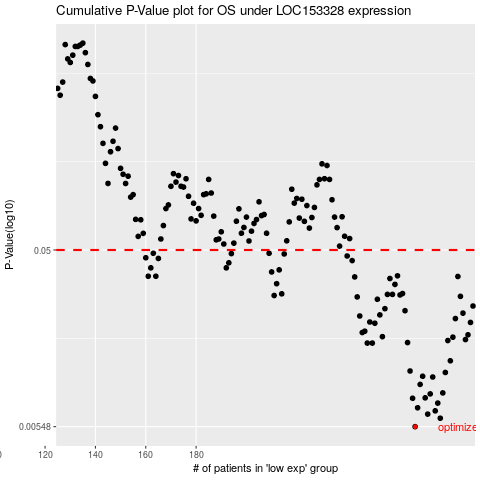 Cumulative P-Value plot for OS under LOC153328 expression
P-Value(log10)
0.05
0.00548
optimize
0
120
140
160
180
# of patients in 'low exp' group